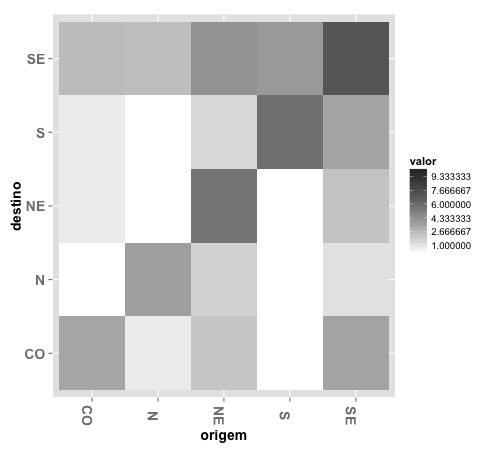 destino
SE
S
NE
N
CO
CO N NE S SE
origem
valor
9.333333
7.666667
6.000000
4.333333
2.666667
1.000000